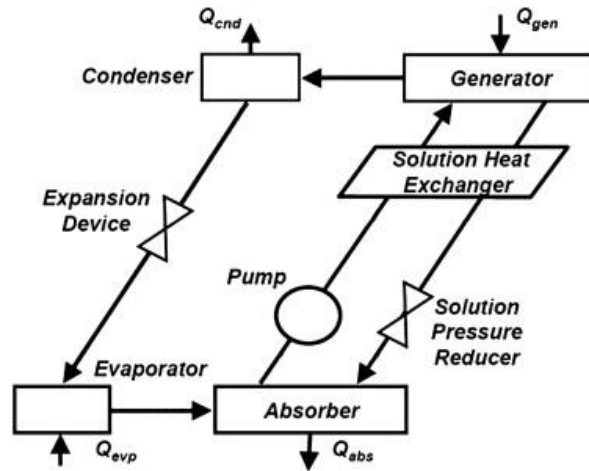 Qcnd
Qgen
Condenser
Generator
Solution Heat
Exchanger
Expansion
Device
Pump
Solution
Pressure
Reducer
Evaporator
Absorber
Qevp
Qabs